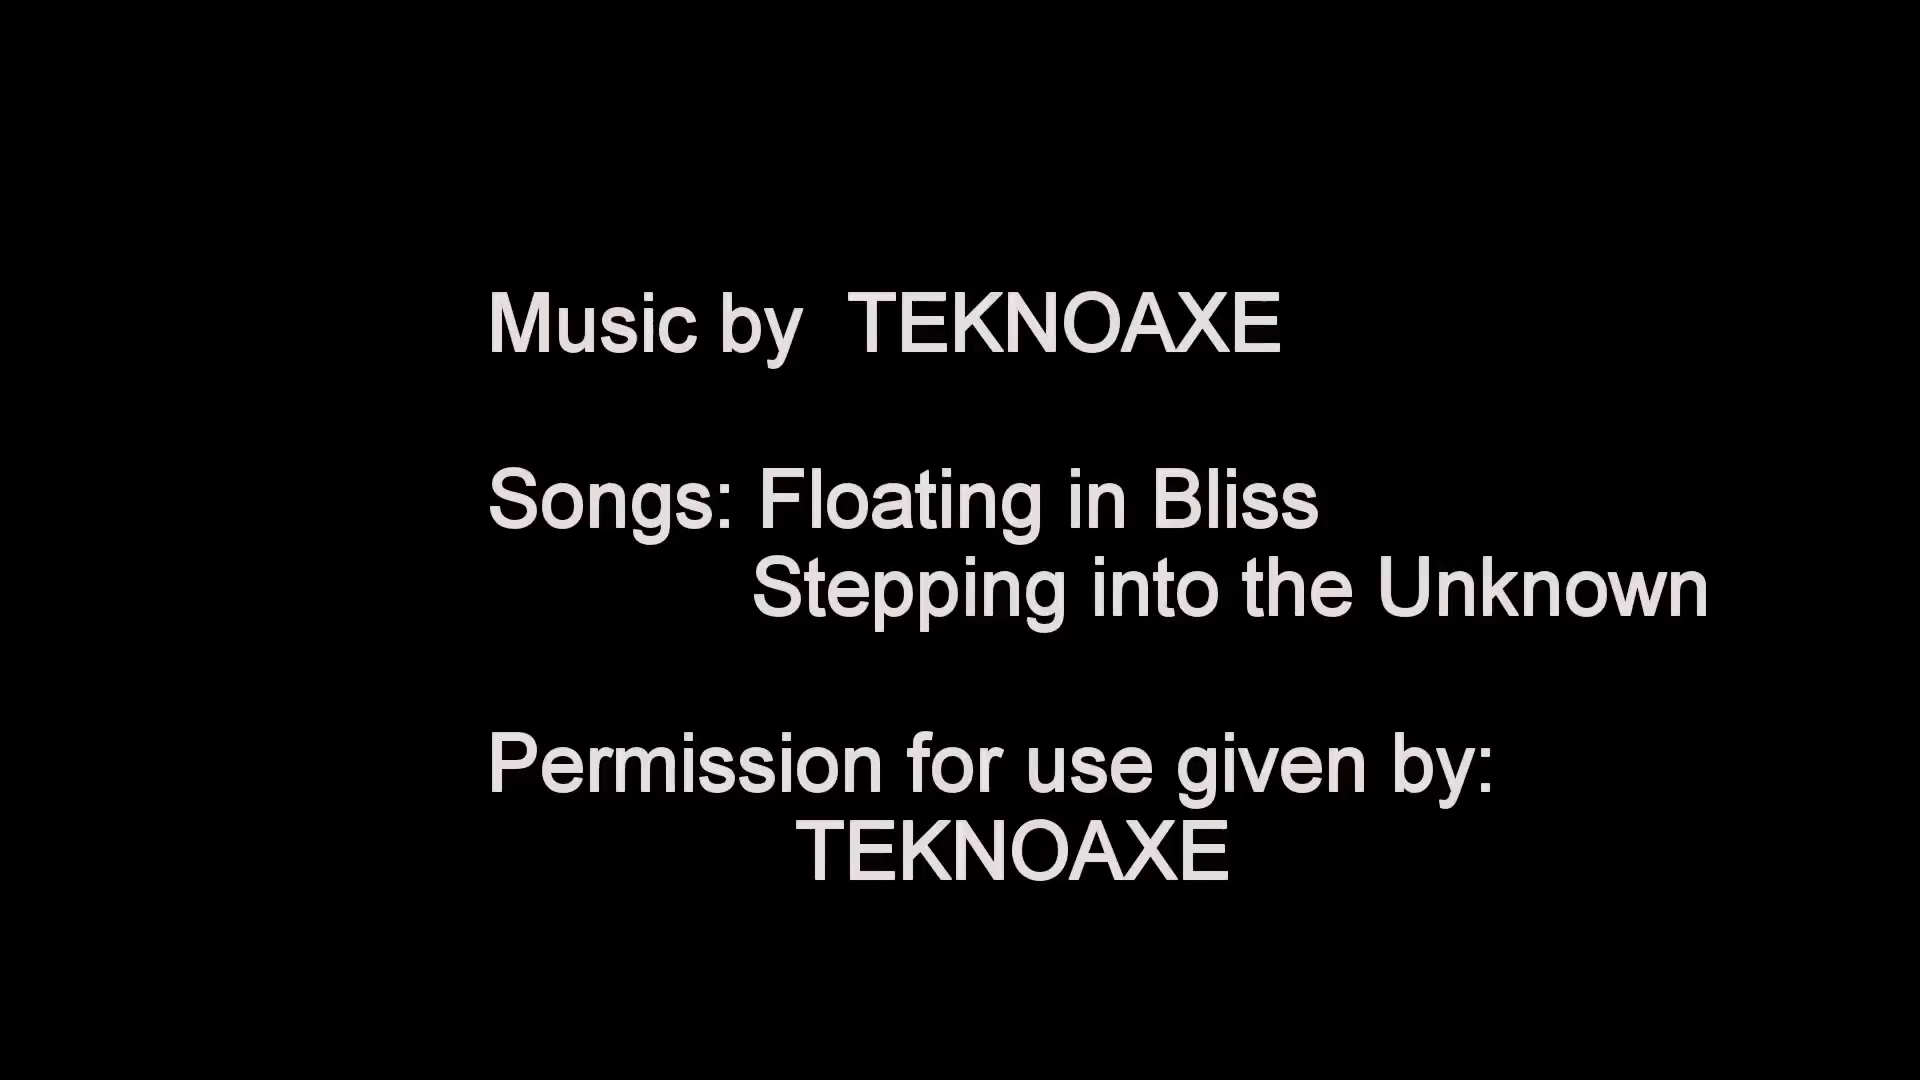 Music by  TEKNOAXE
Songs: Floating in Bliss
Stepping into the Unknown
Permission for use given by:
TEKNOAXE